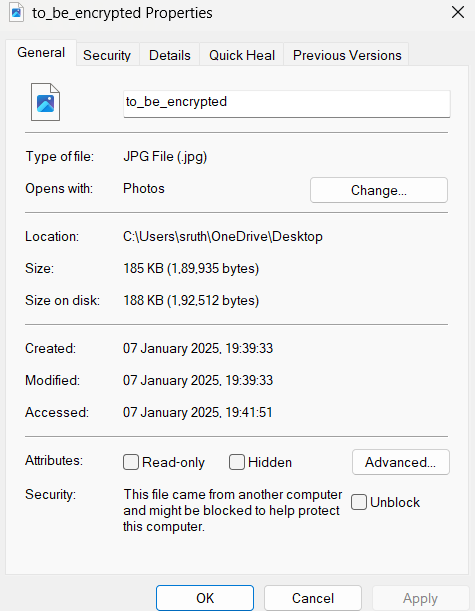 to_be_encrypted Properties
General Security Details Quick Heal Previous Versions
to_be_encrypted
Type of file: JPG File (.jpg)
Opens with: Photos Change...
Location: C:\Users\sruth\OneDrive\Desktop
Size: 185 KB (1,89,935 bytes)
Size on disk: 188 KB (1,92,512 bytes)
Created: 07 January 2025, 19:39:33
Modified: 07 January 2025, 19:39:33
Accessed: 07 January 2025, 19:41:51
Attributes: Read-only Hidden Advanced...
Security: This file came from another computer
and might be blocked to help protect
this computer.
Unblock
OK Cancel Apply